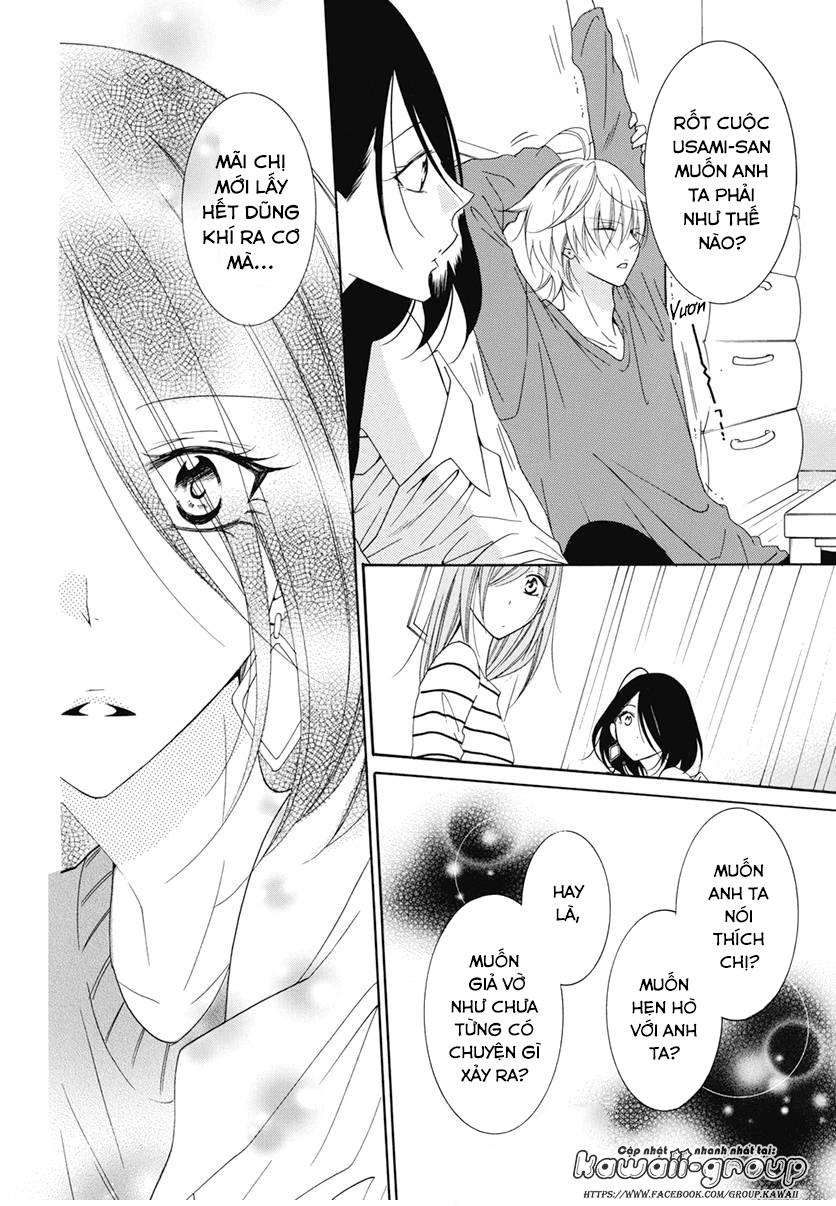 RỐT CUỘC
USAMI-SAN
MUỐN ANH
TA PHẢI
NHƯ THẾ
NÀO?
Vươn
MÃI CHỊ
MỚI LẤY
HẾT DŨNG
KHÍ RA CƠ
MÀ...
MUỐN
ANH TA
NÓI
THÍCH
CHỊ?
MUỐN
HẸN HÒ
VỚI ANH
TA?
HAY
LÀ,
MUỐN
GIẢ VỜ
NHƯ CHƯA
TỪNG CÓ
CHUYỆN GÌ
XẢY RA?
Cập nhật nhanh nhất tại:
kawaii-group
HTTPS://WWW.FACEBOOK.COM/GROUP.KAWAII